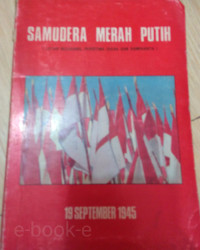 SAMUDERA MERAH PUTIH
19 SEPTEMBER 1945
e-book-e